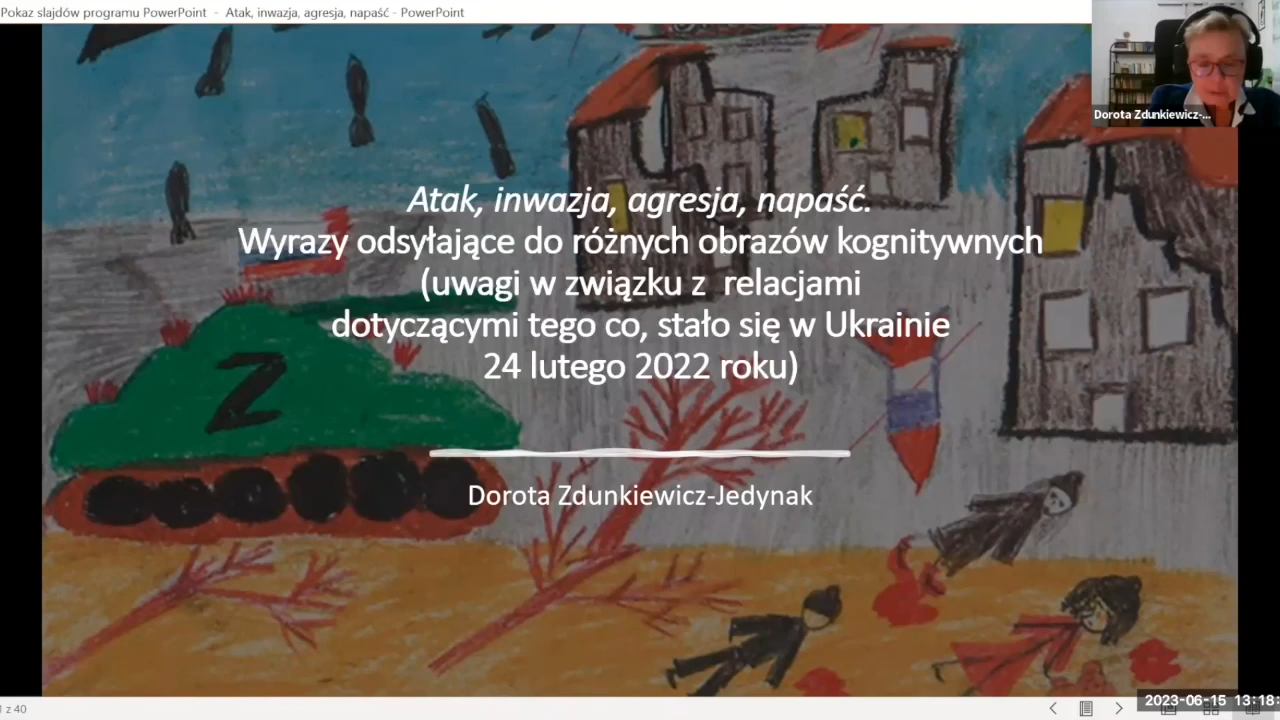 Pokaz slajdów programu PowerPoint - Atak, inwazja, agresja, napaść - PowerPoint
Dorota Zdunkiewicz-...
Atak, inwazja, agresja, napaść.
Wyrazy odsyłające do różnych obrazów kognitywnych
(uwagi w związku z relacjami
dotyczącymi tego co, stało się w Ukrainie
24 lutego 2022 roku)
Z
Dorota Zdunkiewicz-Jedynak
1 z 40
2023-06-15 13:18: